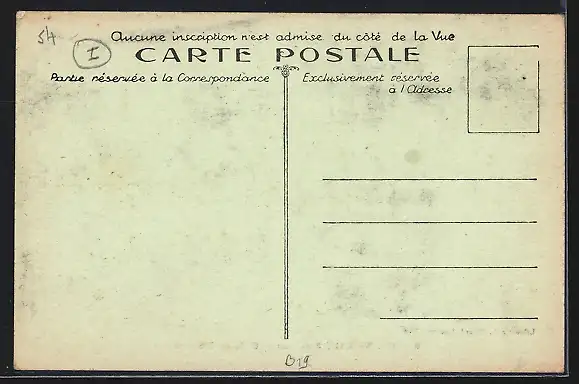 54
I
Aucune inscription n'est admise du côté de la Vue
CARTE POSTALE
Partie réservée à la Correspondance
Exclusivement réservée
à l'Adresse
B19